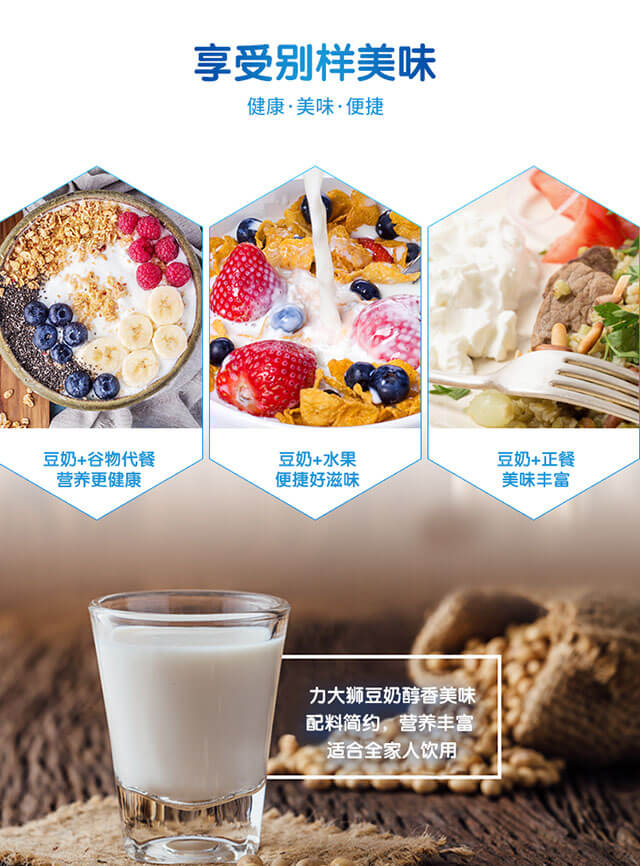 享受别样美味
健康·美味·便捷
豆奶+谷物代餐
营养更健康
豆奶+水果
便捷好滋味
豆奶+正餐
美味丰富
力大狮豆奶醇香美味
配料简约，营养丰富
适合全家人饮用